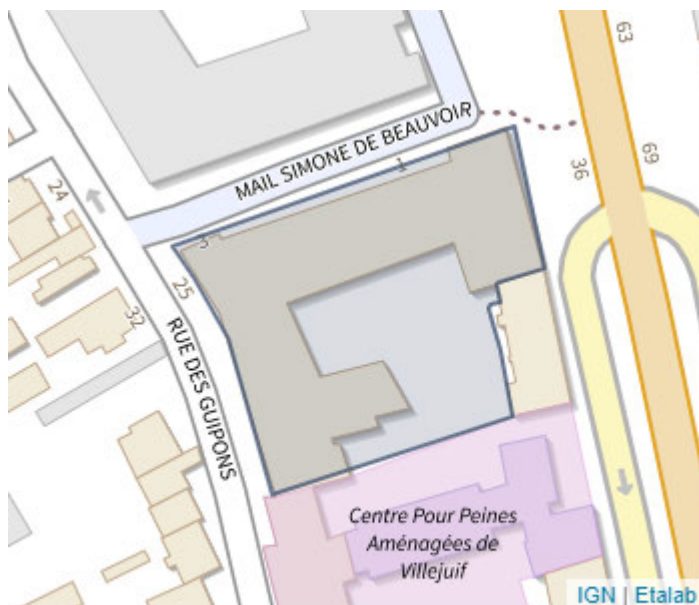 63
MAIL SIMONE DE BEAUVOIR
69
36
1
24
3
25
32
RUE DES GUIPONS
Centre Pour Peines
Aménagées de
Villejuif
IGN | Etalab